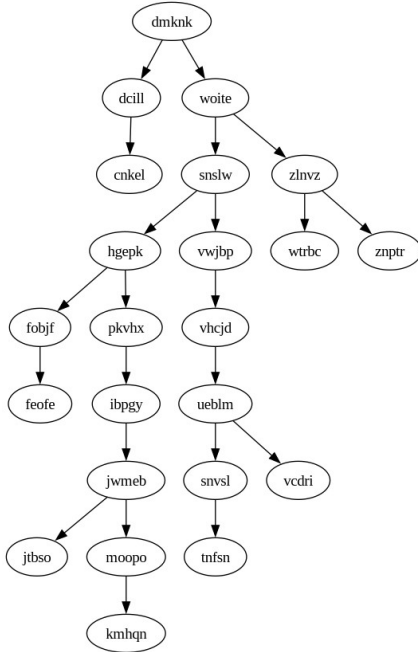 dmknk
dcill woite
cnkel snslw zlnvz
hgepk vwjbp wtrbc znptr
fobjf pkvhx vhcjd
feofe ibpgy ueblm
jwmeb snvsl vcdri
jtbso moopo tnfsn
kmhqn